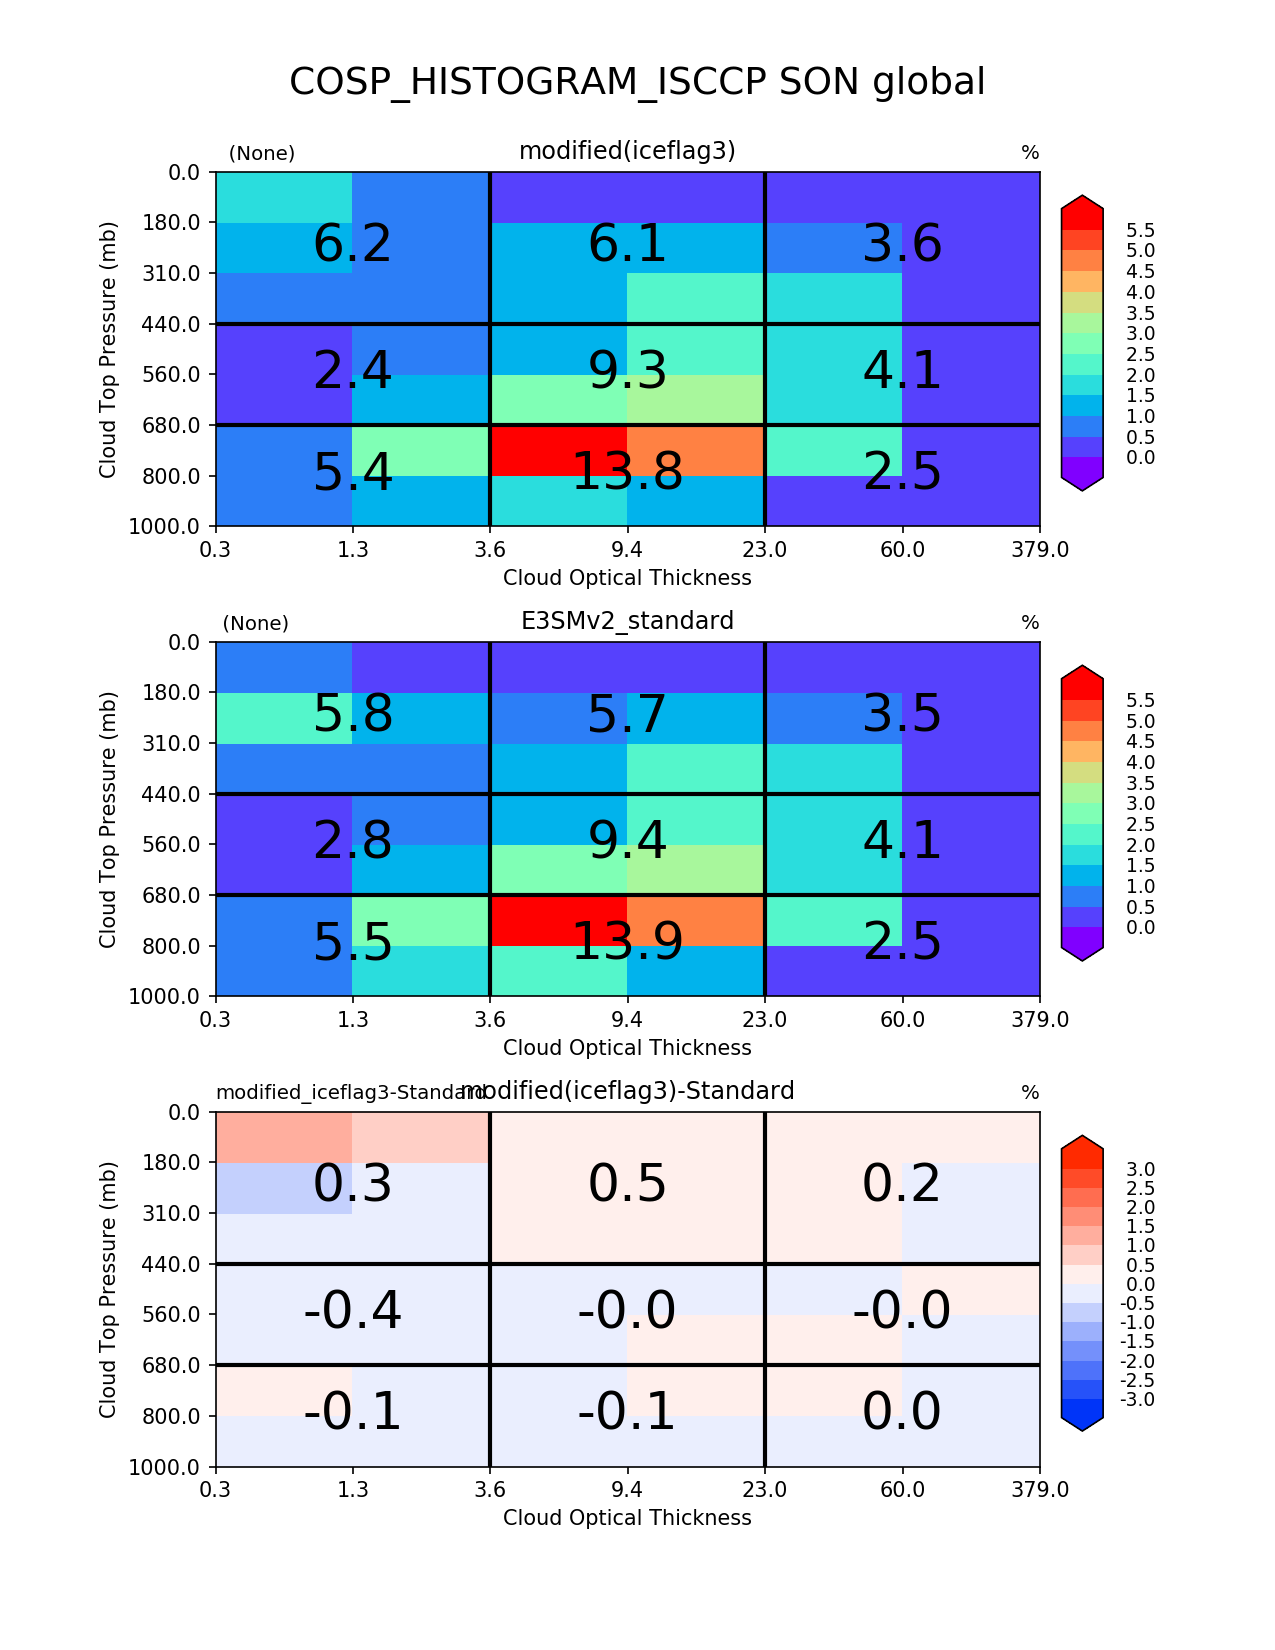 COSP_HISTOGRAM_ISCCP SON global
(None) modified(iceflag3) %
0.0
180.0
310.0
440.0
560.0
680.0
800.0
1000.0
Cloud Top Pressure (mb)
6.2 6.1 3.6
2.4 9.3 4.1
5.4 13.8 2.5
0.3 1.3 3.6 9.4 23.0 60.0 379.0
Cloud Optical Thickness
5.5
5.0
4.5
4.0
3.5
3.0
2.5
2.0
1.5
1.0
0.5
0.0
(None) E3SMv2_standard %
0.0
180.0
310.0
440.0
560.0
680.0
800.0
1000.0
Cloud Top Pressure (mb)
5.8 5.7 3.5
2.8 9.4 4.1
5.5 13.9 2.5
0.3 1.3 3.6 9.4 23.0 60.0 379.0
Cloud Optical Thickness
5.5
5.0
4.5
4.0
3.5
3.0
2.5
2.0
1.5
1.0
0.5
0.0
modified_iceflag3-Standard modified(iceflag3)-Standard %
0.0
180.0
310.0
440.0
560.0
680.0
800.0
1000.0
Cloud Top Pressure (mb)
0.3 0.5 0.2
-0.4 -0.0 -0.0
-0.1 -0.1 0.0
0.3 1.3 3.6 9.4 23.0 60.0 379.0
Cloud Optical Thickness
3.0
2.5
2.0
1.5
1.0
0.5
0.0
-0.5
-1.0
-1.5
-2.0
-2.5
-3.0